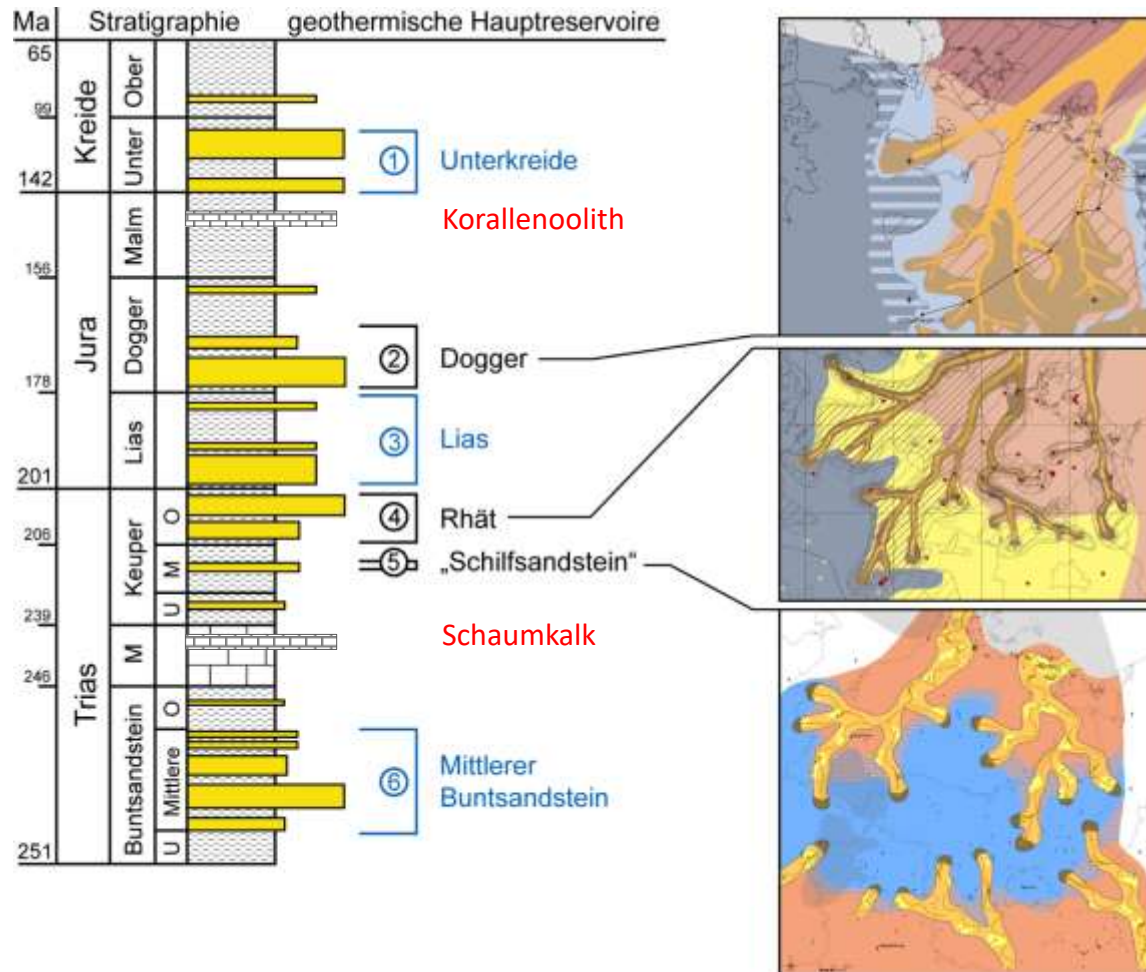 Ma Stratigraphie geothermische Hauptreservoire
65
Kreide
Ober
99
Unter
① Unterkreide
142
Jura
Malm
Korallenoolith
156
Dogger
② Dogger
178
Lias
③ Lias
201
Trias
Keuper
O
④ Rhät
206
M
⑤ „Schilfsandstein“
U
239
M
Schaumkalk
246
Buntsandstein
O
Mittlere
⑥ Mittlerer
Buntsandstein
U
251